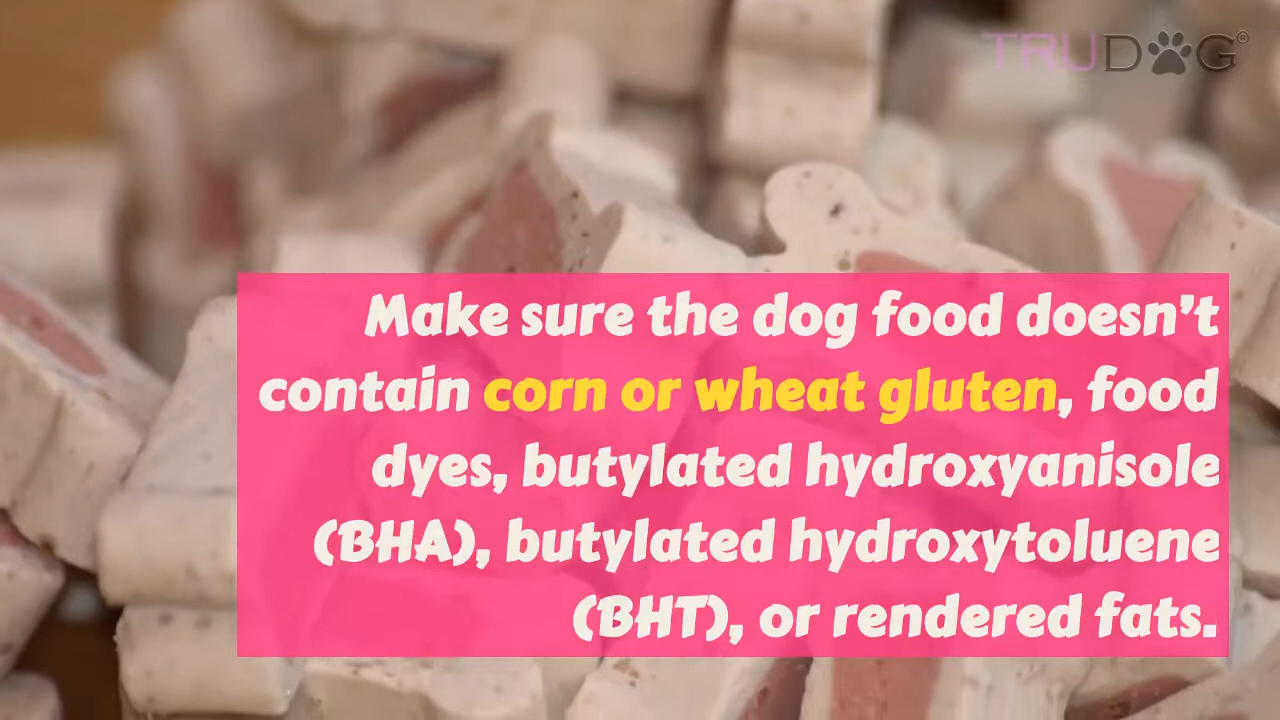 TRUDOG®
Make sure the dog food doesn't
contain corn or wheat gluten, food
dyes, butylated hydroxyanisole
(BHA), butylated hydroxytoluene
(BHT), or rendered fats.